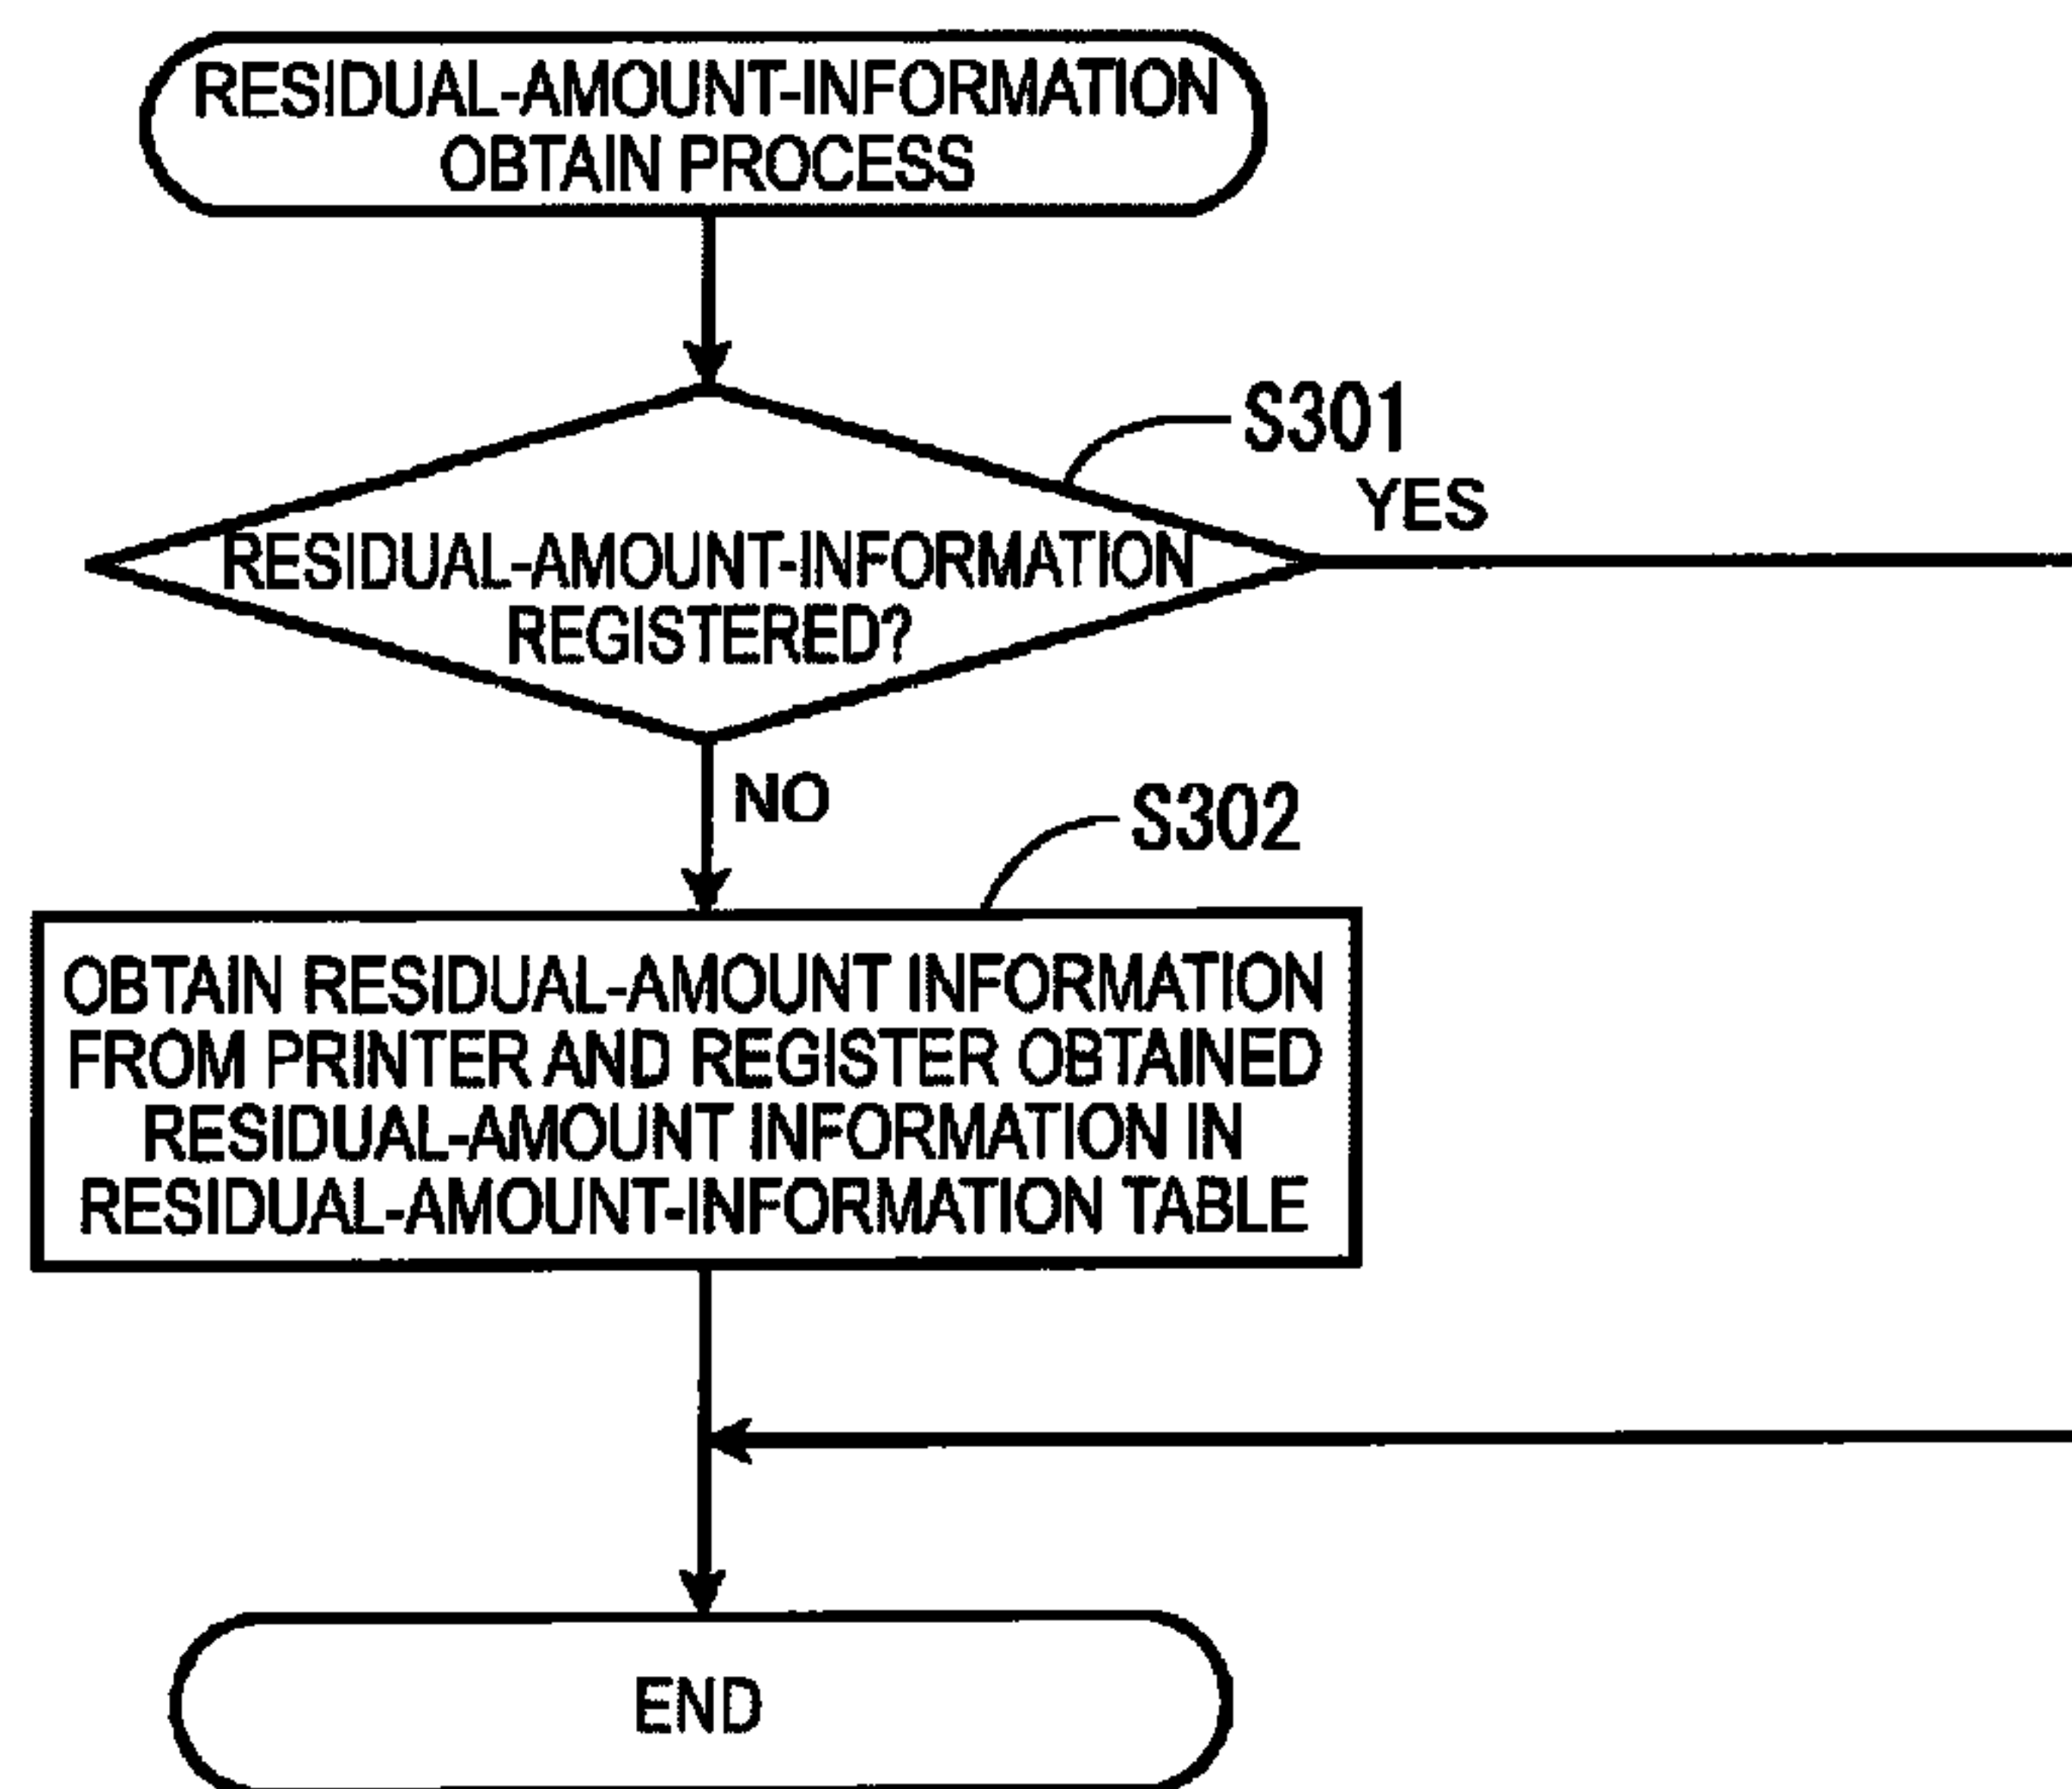 RESIDUAL-AMOUNT-INFORMATION
OBTAIN PROCESS
S301
YES
RESIDUAL-AMOUNT-INFORMATION
REGISTERED?
NO
S302
OBTAIN RESIDUAL-AMOUNT INFORMATION
FROM PRINTER AND REGISTER OBTAINED
RESIDUAL-AMOUNT INFORMATION IN
RESIDUAL-AMOUNT-INFORMATION TABLE
END